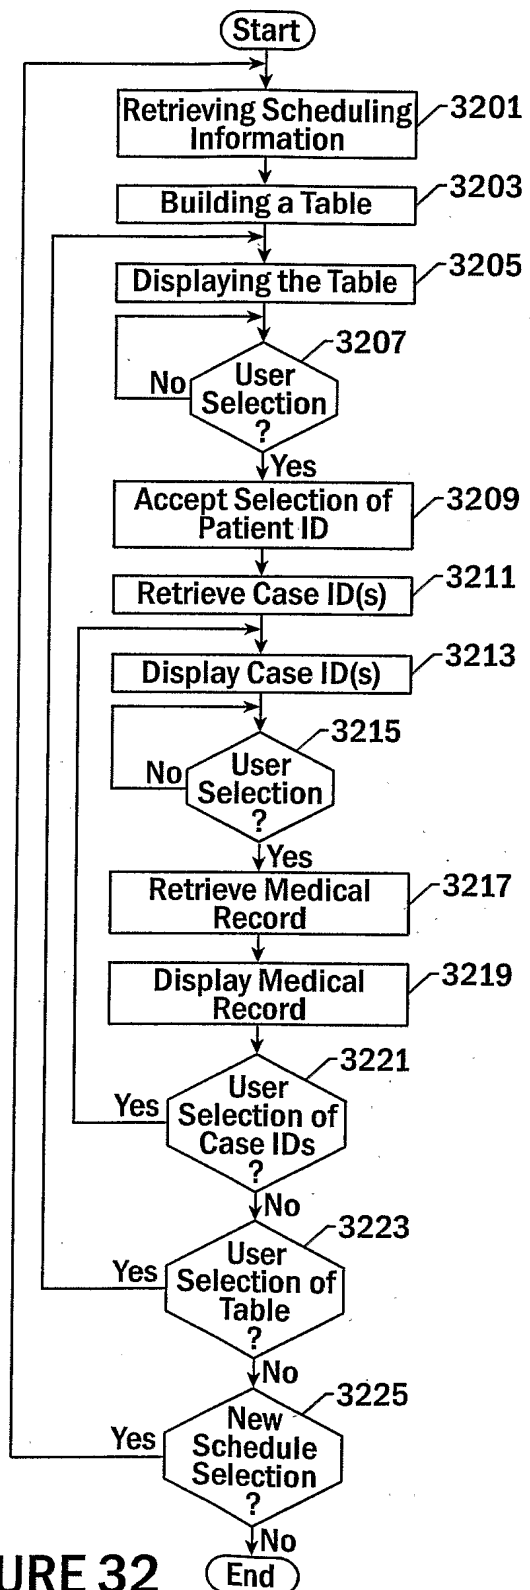 Start
Retrieving Scheduling
Information
3201
Building a Table
3203
Displaying the Table
3205
3207
User
Selection
?
No
Yes
Accept Selection of
Patient ID
3209
Retrieve Case ID(s)
3211
Display Case ID(s)
3213
3215
User
Selection
?
No
Yes
Retrieve Medical
Record
3217
Display Medical
Record
3219
3221
User
Selection of
Case IDs
?
Yes
No
3223
User
Selection of
Table
?
Yes
No
3225
New
Schedule
Selection
?
Yes
No
URE 32
End